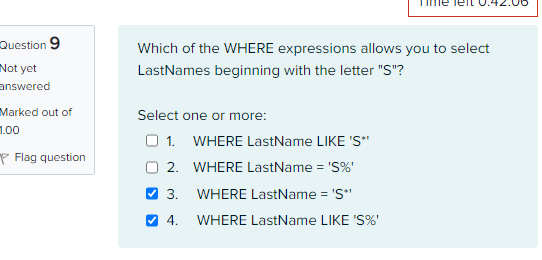 Time left 0:42:06
Question 9
Not yet
answered
Marked out of
1.00
Flag question
Which of the WHERE expressions allows you to select
LastNames beginning with the letter "S"?
Select one or more:
1. WHERE LastName LIKE 'S*'
2. WHERE LastName = 'S%'
3. WHERE LastName = 'S*'
4. WHERE LastName LIKE 'S%'